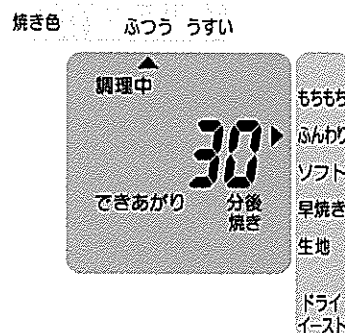 焼き色 ふつう うすい
調理中
30
できあがり 分後
焼き
もちもち
ふんわり
ソフト
早焼き
生地
ドライ
イースト